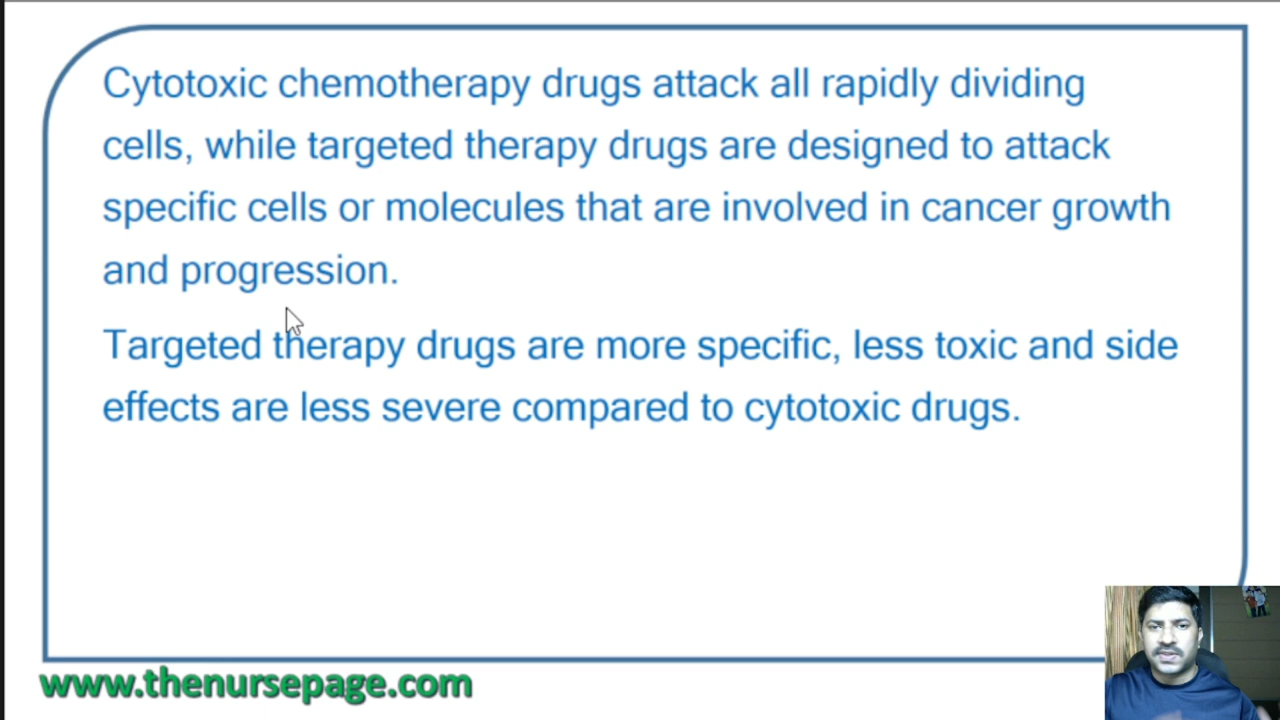 Cytotoxic chemotherapy drugs attack all rapidly dividing
cells, while targeted therapy drugs are designed to attack
specific cells or molecules that are involved in cancer growth
and progression.
Targeted therapy drugs are more specific, less toxic and side
effects are less severe compared to cytotoxic drugs.
www.thenursepage.com